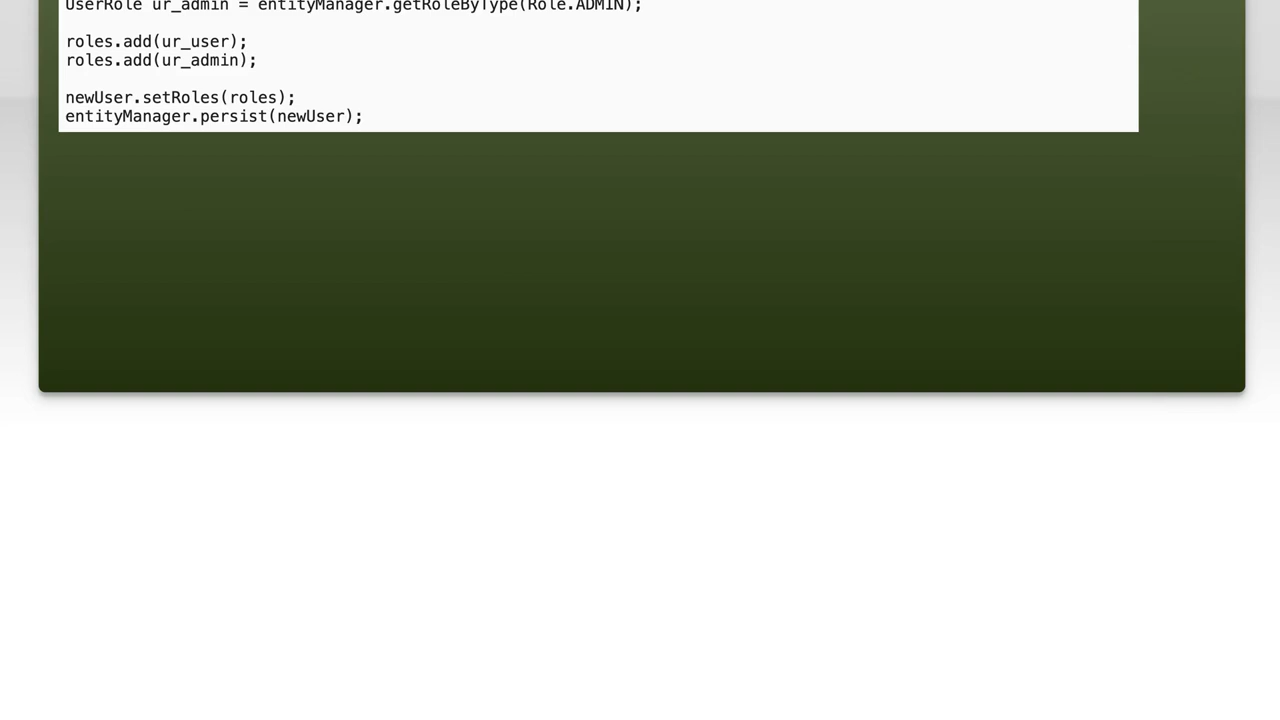 UserRole ur_admin = entityManager.getRoleByType(Role.ADMIN);
roles.add(ur_user);
roles.add(ur_admin);
newUser.setRoles(roles);
entityManager.persist(newUser);